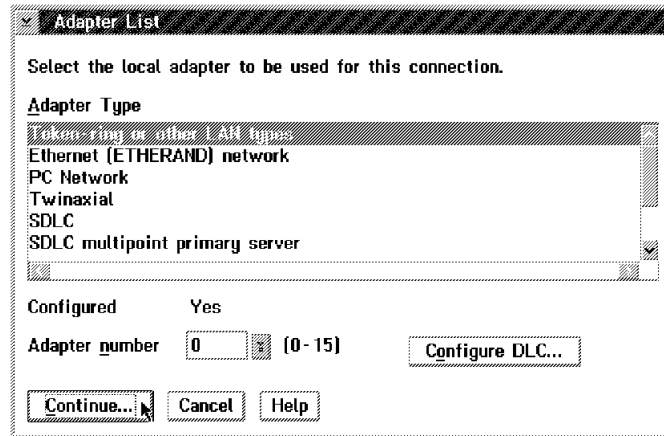 Adapter List
Select the local adapter to be used for this connection.
Adapter Type
Token-ring or other LAN types
Ethernet (ETHERAND) network
PC Network
Twinaxial
SDLC
SDLC multipoint primary server
Configured Yes
Adapter number 0 (0-15)
Configure DLC...
Continue... Cancel Help